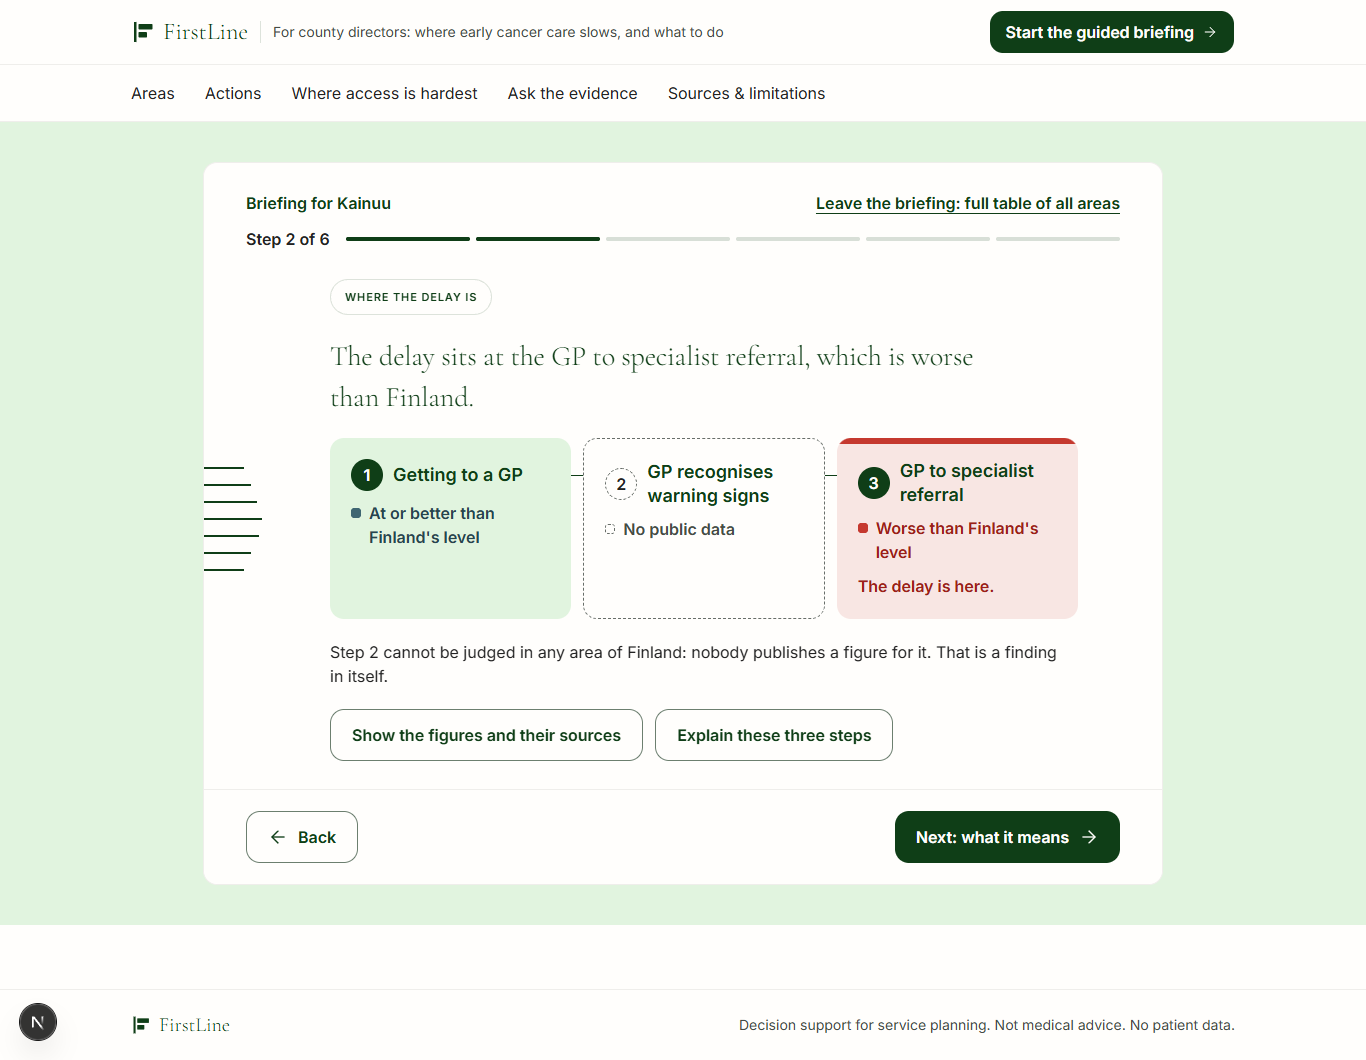 FirstLine
For county directors: where early cancer care slows, and what to do
Start the guided briefing
Areas
Actions
Where access is hardest
Ask the evidence
Sources & limitations
Briefing for Kainuu
Leave the briefing: full table of all areas
Step 2 of 6
WHERE THE DELAY IS
The delay sits at the GP to specialist referral, which is worse
than Finland.
1
Getting to a GP
At or better than
Finland's level
2
GP recognises
warning signs
No public data
3
GP to specialist
referral
Worse than Finland's
level
The delay is here.
Step 2 cannot be judged in any area of Finland: nobody publishes a figure for it. That is a finding
in itself.
Show the figures and their sources
Explain these three steps
Back
Next: what it means
N
FirstLine
Decision support for service planning. Not medical advice. No patient data.